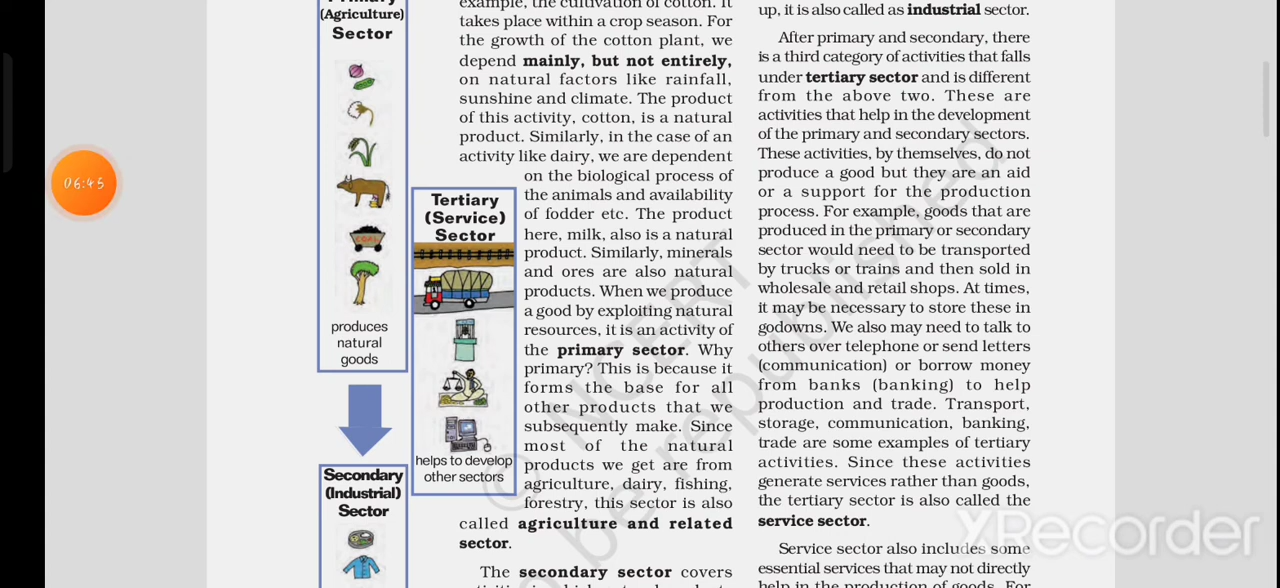 (Agriculture)
Sector
produces
natural
goods
Secondary
(Industrial)
Sector
Tertiary
(Service)
Sector
COAL
helps to develop
other sectors
example, the cultivation of cotton. It
takes place within a crop season. For
the growth of the cotton plant, we
depend mainly, but not entirely,
on natural factors like rainfall,
sunshine and climate. The product
of this activity, cotton, is a natural
product. Similarly, in the case of an
activity like dairy, we are dependent
on the biological process of
the animals and availability
of fodder etc. The product
here, milk, also is a natural
product. Similarly, minerals
and ores are also natural
products. When we produce
a good by exploiting natural
resources, it is an activity of
the primary sector. Why
primary? This is because it
forms the base for all
other products that we
subsequently make. Since
most of the natural
products we get are from
agriculture, dairy, fishing,
forestry, this sector is also
called agriculture and related
sector.
The secondary sector covers
up, it is also called as industrial sector.
After primary and secondary, there
is a third category of activities that falls
under tertiary sector and is different
from the above two. These are
activities that help in the development
of the primary and secondary sectors.
These activities, by themselves, do not
produce a good but they are an aid
or a support for the production
process. For example, goods that are
produced in the primary or secondary
sector would need to be transported
by trucks or trains and then sold in
wholesale and retail shops. At times,
it may be necessary to store these in
godowns. We also may need to talk to
others over telephone or send letters
(communication) or borrow money
from banks (banking) to help
production and trade. Transport,
storage, communication, banking,
trade are some examples of tertiary
activities. Since these activities
generate services rather than goods,
the tertiary sector is also called the
service sector.
Service sector also includes some
essential services that may not directly
help in the production of goods. For
06:45
© NCERT
be republished
XRecorder